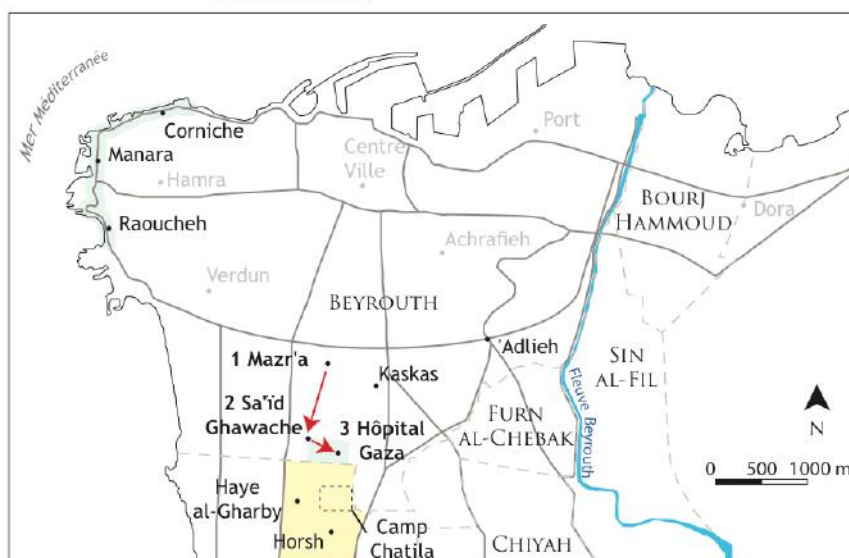 Mer Méditerranée
Corniche
Manara
Hamra
Raoucheh
Centre
Ville
Port
BOURJ
HAMMOUD
Dora
Achrafieh
Verdun
BEYROUTH
'Adlieh
1 Mazr'a
Kaskas
SIN
AL-FIL
2 Sa'ïd
Ghawache
3 Hôpital
Gaza
FURN
AL-CHEBAK
Fleuve Beyrouth
N
0 500 1000 m
Haye
al-Gharby
Horsh
Camp
Chatila
CHIYAH